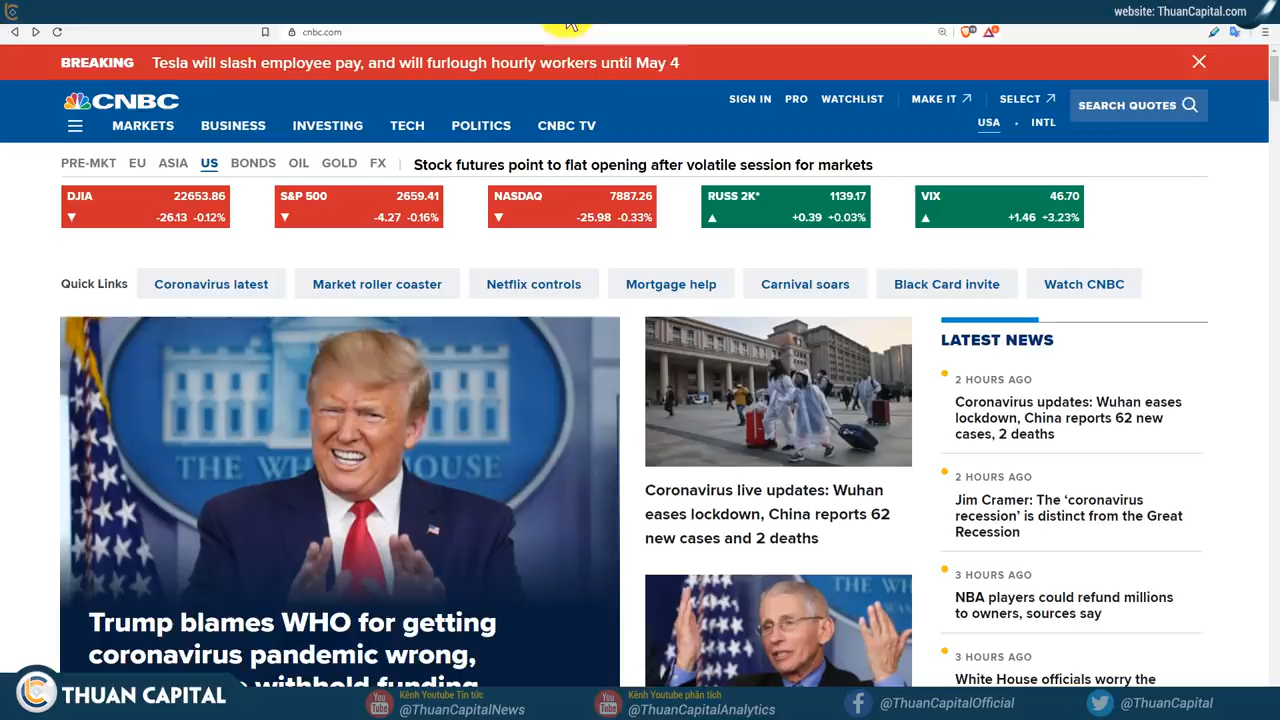 website: ThuanCapital.com
cnbc.com
BREAKING Tesla will slash employee pay, and will furlough hourly workers until May 4
CNBC
SIGN IN PRO WATCHLIST MAKE IT SELECT
SEARCH QUOTES
USA · INTL
MARKETS BUSINESS INVESTING TECH POLITICS CNBC TV
PRE-MKT EU ASIA US BONDS OIL GOLD FX
Stock futures point to flat opening after volatile session for markets
DJIA 22653.86
-26.13 -0.12%
S&P 500 2659.41
-4.27 -0.16%
NASDAQ 7887.26
-25.98 -0.33%
RUSS 2K* 1139.17
+0.39 +0.03%
VIX 46.70
+1.46 +3.23%
Quick Links Coronavirus latest Market roller coaster Netflix controls Mortgage help Carnival soars Black Card invite Watch CNBC
THE WH HOUSE
Trump blames WHO for getting
coronavirus pandemic wrong,
withhold funding
Coronavirus live updates: Wuhan
eases lockdown, China reports 62
new cases and 2 deaths
THE W
LATEST NEWS
2 HOURS AGO
Coronavirus updates: Wuhan eases
lockdown, China reports 62 new
cases, 2 deaths
2 HOURS AGO
Jim Cramer: The ‘coronavirus
recession’ is distinct from the Great
Recession
3 HOURS AGO
NBA players could refund millions
to owners, sources say
3 HOURS AGO
White House officials worry the
THUAN CAPITAL
You Tube
Kênh Youtube Tin tức
@ThuanCapitalNews
You Tube
Kênh Youtube phân tích
@ThuanCapitalAnalytics
@ThuanCapitalOfficial
@ThuanCapital